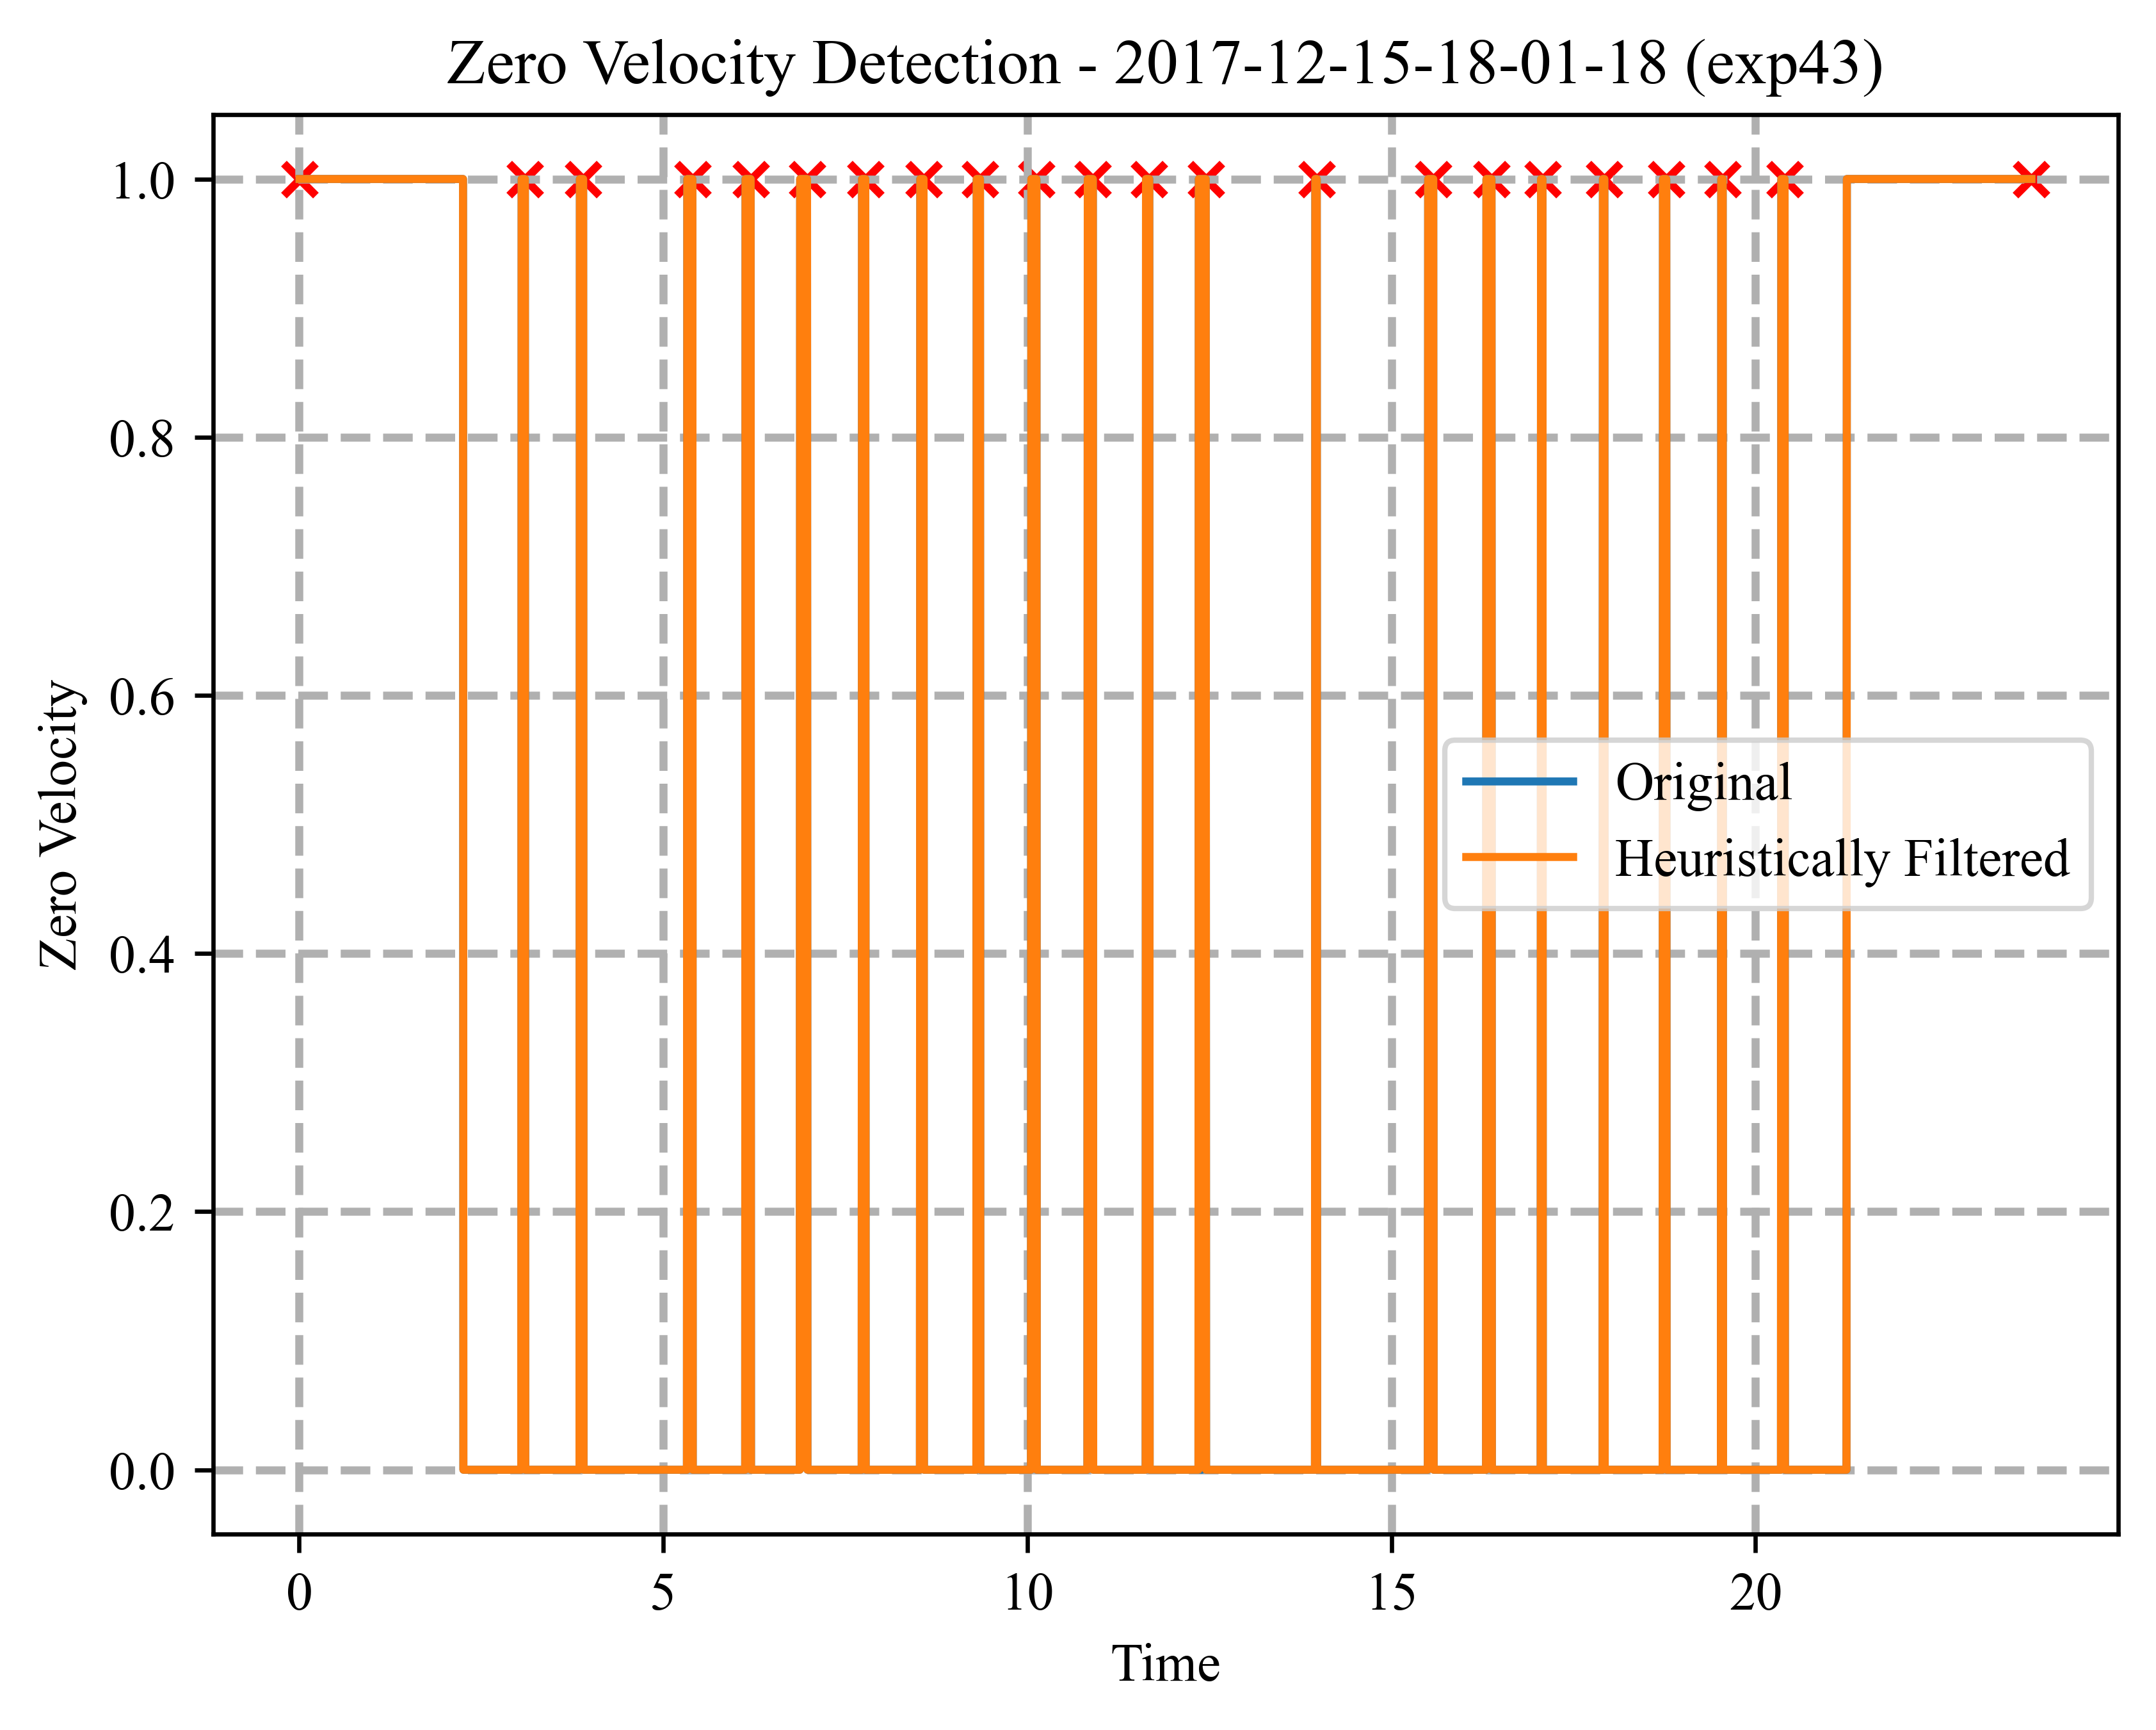 Zero Velocity Detection - 2017-12-15-18-01-18 (exp43)
1.0
0.8
0.6
0.4
0.2
0.0
Zero Velocity
Original
Heuristically Filtered
0 5 10 15 20
Time